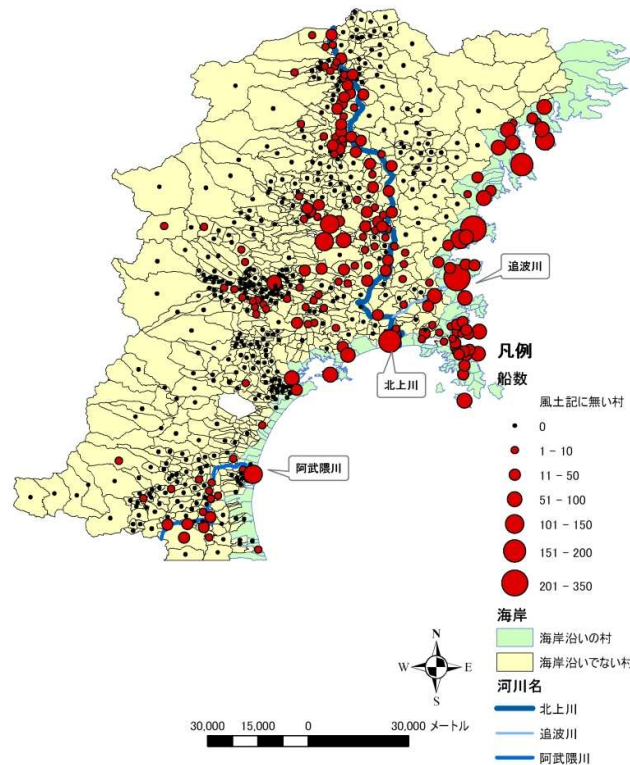 追波川
北上川
阿武隈川
凡例
船数
風土記に無い村
0
1 - 10
11 - 50
51 - 100
101 - 150
151 - 200
201 - 350
海岸
海岸沿いの村
海岸沿いでない村
河川名
北上川
追波川
阿武隈川
N
W E
S
30,000 15,000 0 30,000 メートル